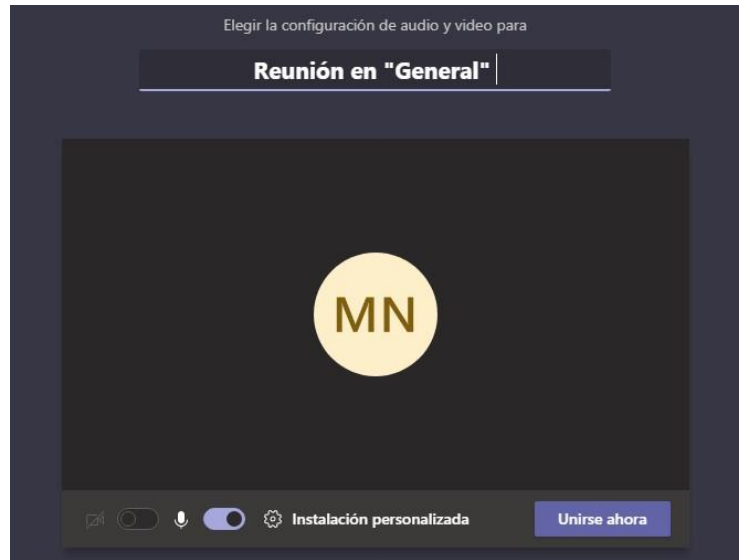 Elegir la configuración de audio y video para
Reunión en "General"
MN
Instalación personalizada
Unirse ahora